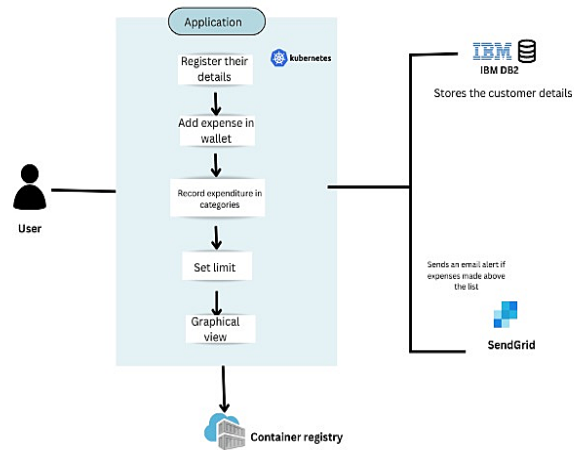 Application
Register their
details
kubernetes
Add expense in
wallet
Record expenditure in
categories
Set limit
Graphical
view
Container registry
User
IBM
IBM DB2
Stores the customer details
Sends an email alert if
expenses made above
the list
SendGrid